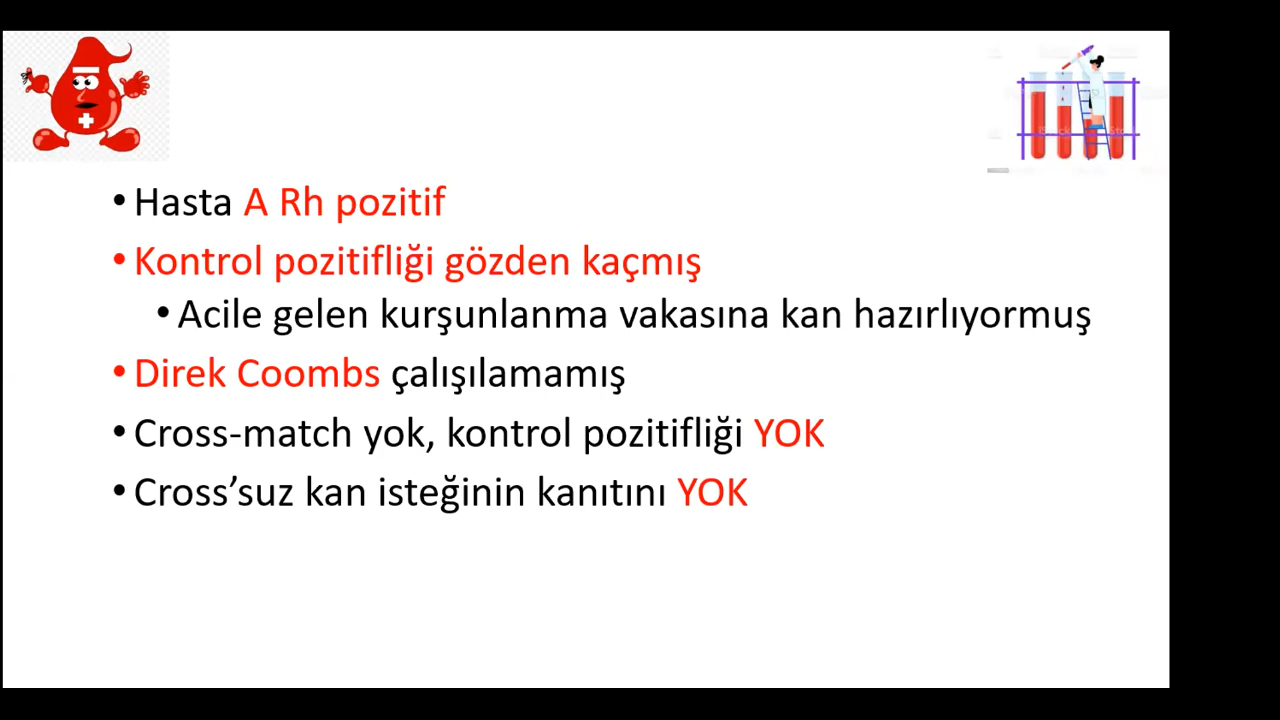 • Hasta A Rh pozitif
• Kontrol pozitifliği gözden kaçmış
• Acile gelen kurşunlanma vakasına kan hazırlıyormuş
• Direk Coombs çalışılamamış
• Cross-match yok, kontrol pozitifliği YOK
• Cross’suz kan isteğinin kanıtını YOK